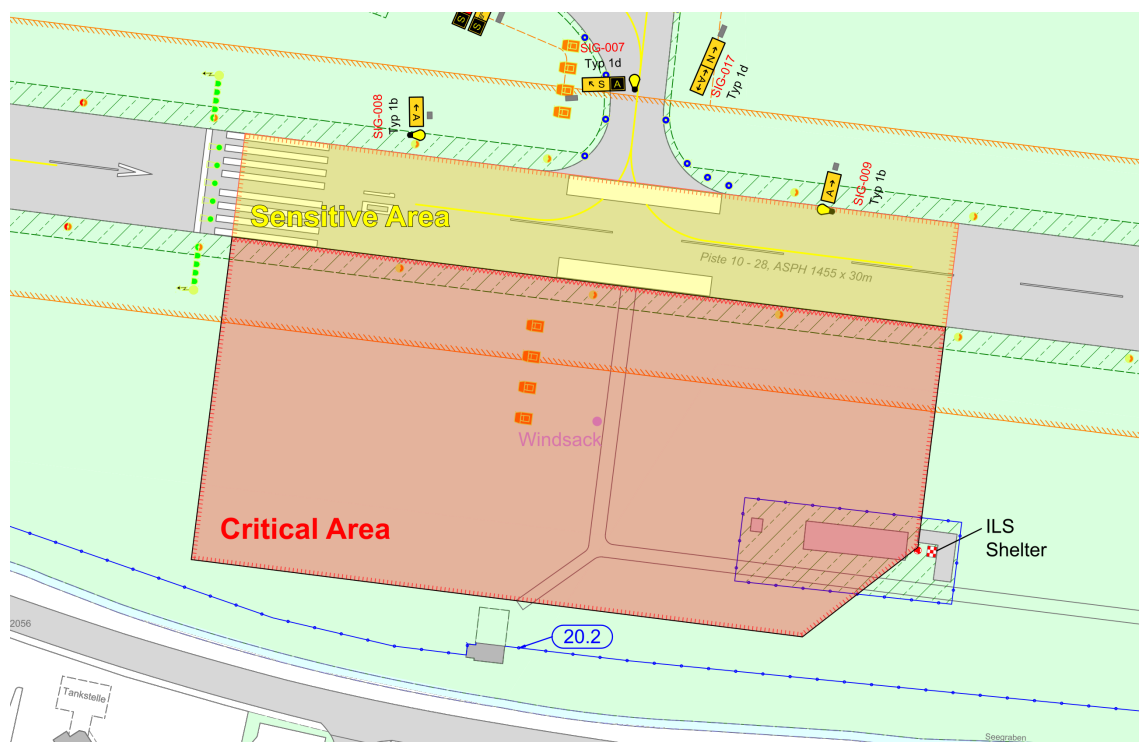 SIG-007
Typ 1d
↖ S A
SIG-017
Typ 1d
←N→A→
SIG-008
Typ 1b
←A
SIG-009
Typ 1b
A→
Sensitive Area
Piste 10 - 28, ASPH 1455 x 30m
Windsack
Critical Area
ILS
Shelter
20.2
2056
Tankstelle
Seegraben